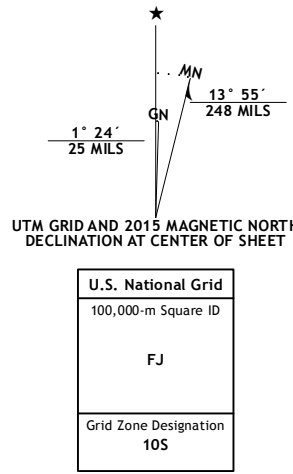 ★
MN
GN
13° 55´
248 MILS
1° 24´
25 MILS
UTM GRID AND 2015 MAGNETIC NORTH
DECLINATION AT CENTER OF SHEET
U.S. National Grid
100,000-m Square ID
FJ
Grid Zone Designation
10S